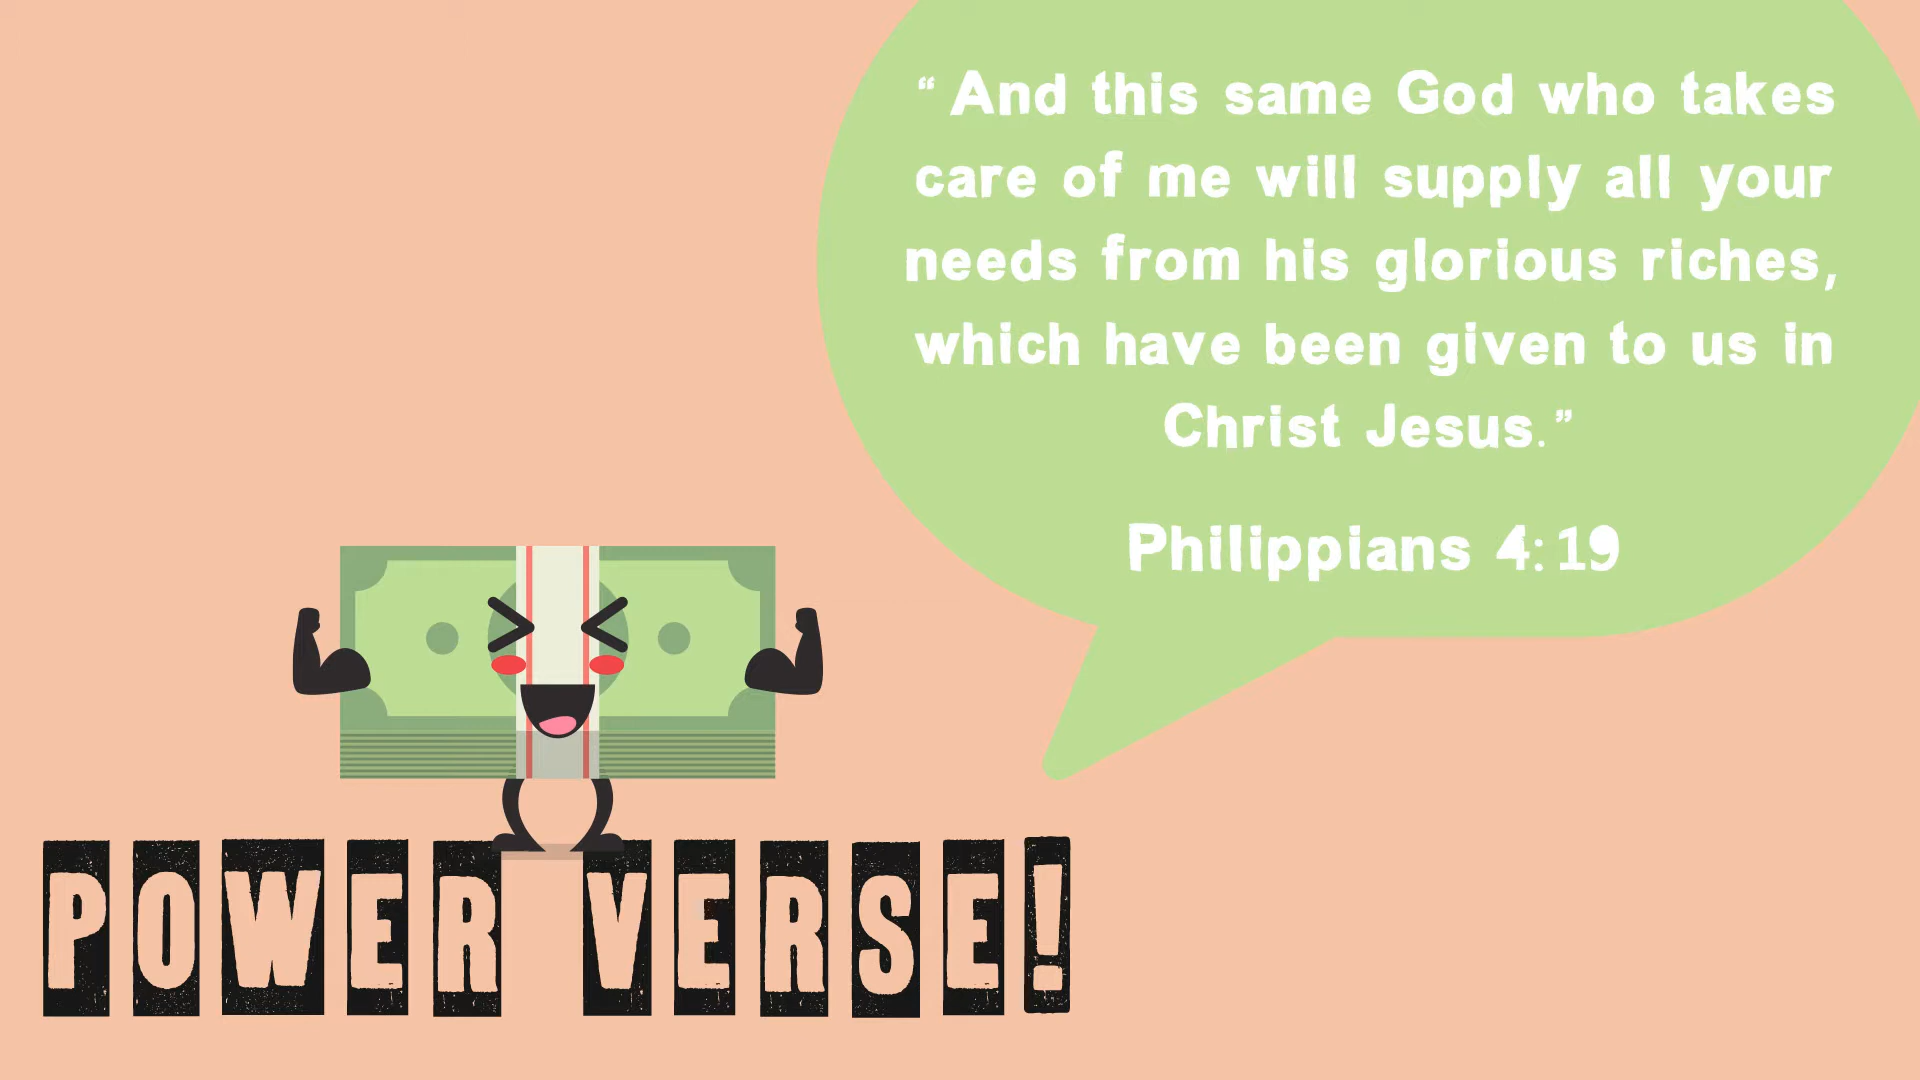 “ And this same God who takes
care of me will supply all your
needs from his glorious riches,
which have been given to us in
Christ Jesus.”
Philippians 4:19
POWER VERSE!